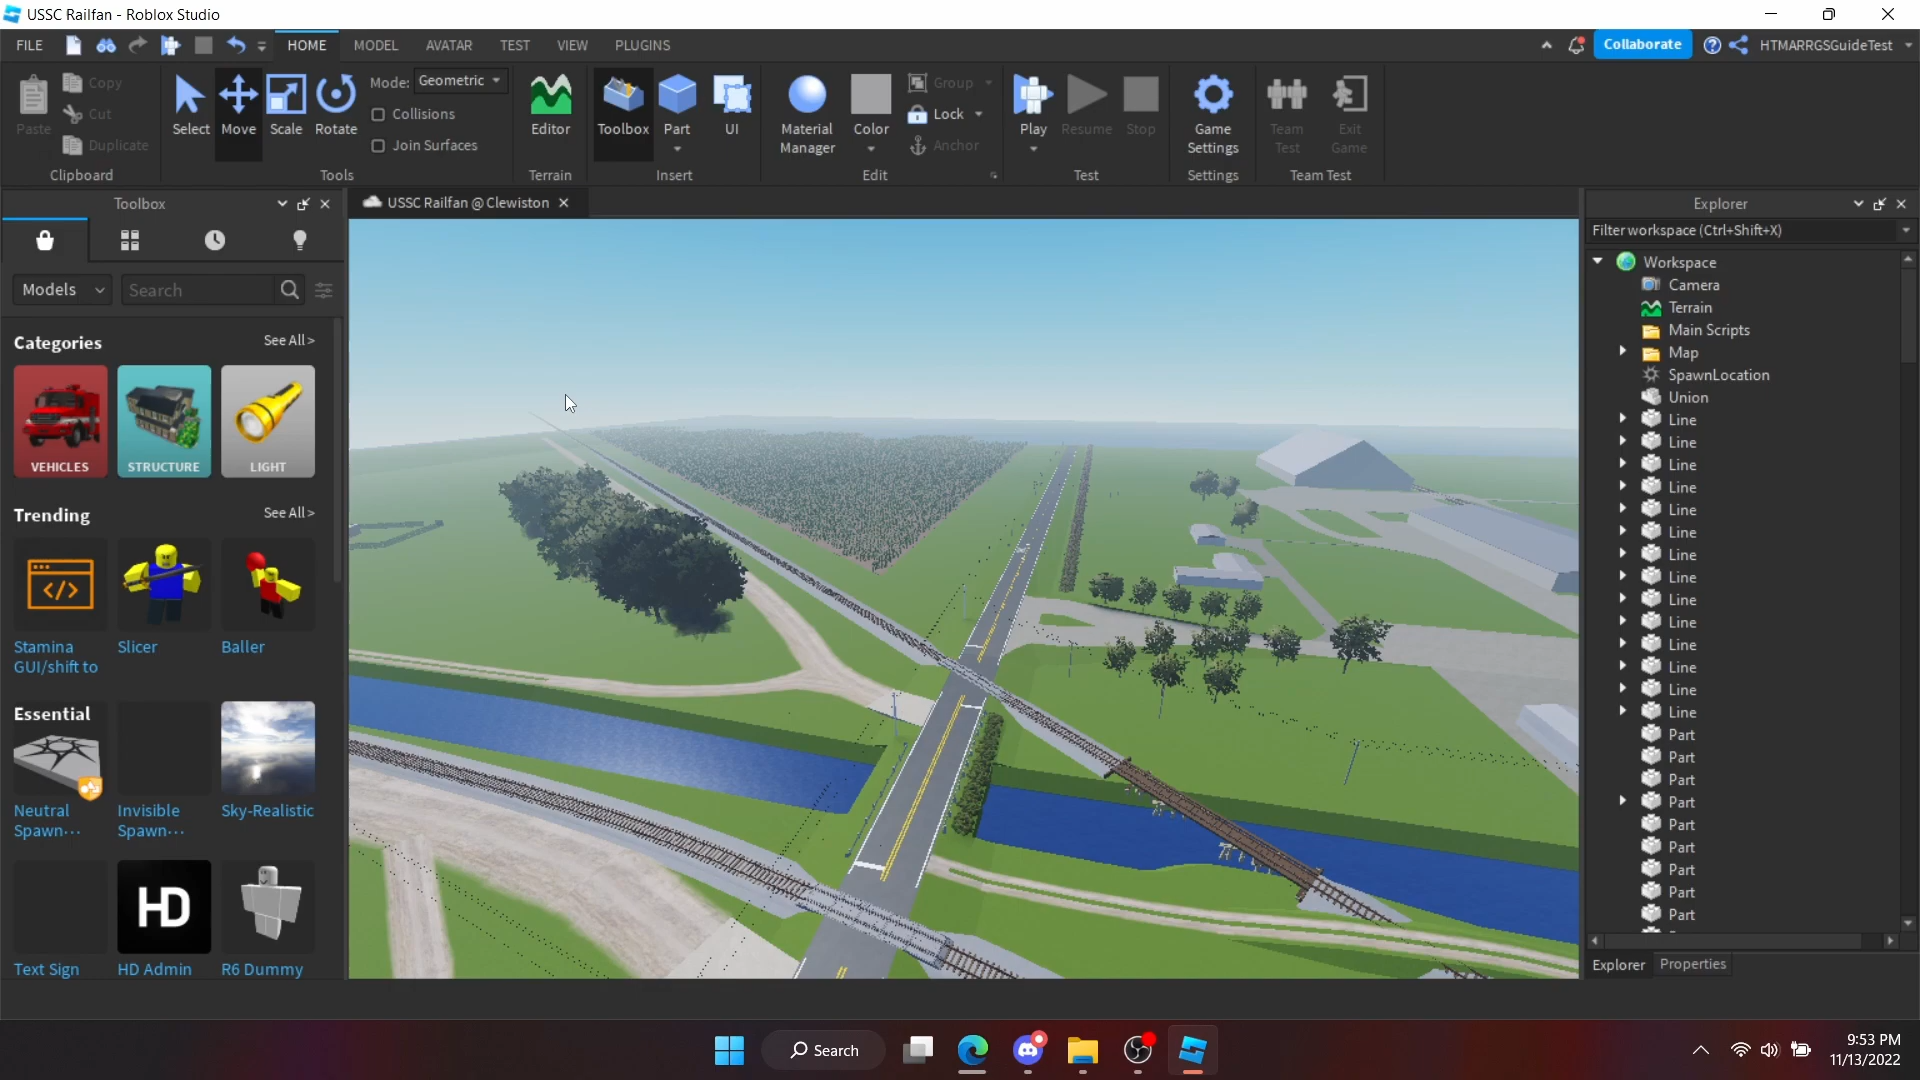 USSC Railfan - Roblox Studio
FILE HOME MODEL AVATAR TEST VIEW PLUGINS Collaborate HTMARRGSGuideTest
Paste Copy Cut Duplicate
Select Move Scale Rotate
Mode: Geometric
Collisions
Join Surfaces
Editor
Toolbox Part UI
Material Manager
Color
Group
Lock
Anchor
Play Resume Stop
Game Settings
Team Test
Exit Game
Clipboard Tools Terrain Insert Edit Test Settings Team Test
Toolbox
USSC Railfan @ Clewiston
Explorer
Filter workspace (Ctrl+Shift+X)
Models Search
Categories See All >
VEHICLES STRUCTURE LIGHT
Trending See All >
Stamina GUI/shift to
Slicer
Baller
Essential
Neutral Spawn...
Invisible Spawn...
Sky-Realistic
HD
Text Sign HD Admin R6 Dummy
Workspace
Camera
Terrain
Main Scripts
Map
SpawnLocation
Union
Line
Line
Line
Line
Line
Line
Line
Line
Line
Line
Line
Line
Line
Line
Part
Part
Part
Part
Part
Part
Part
Part
Part
Explorer Properties
Search
9:53 PM
11/13/2022